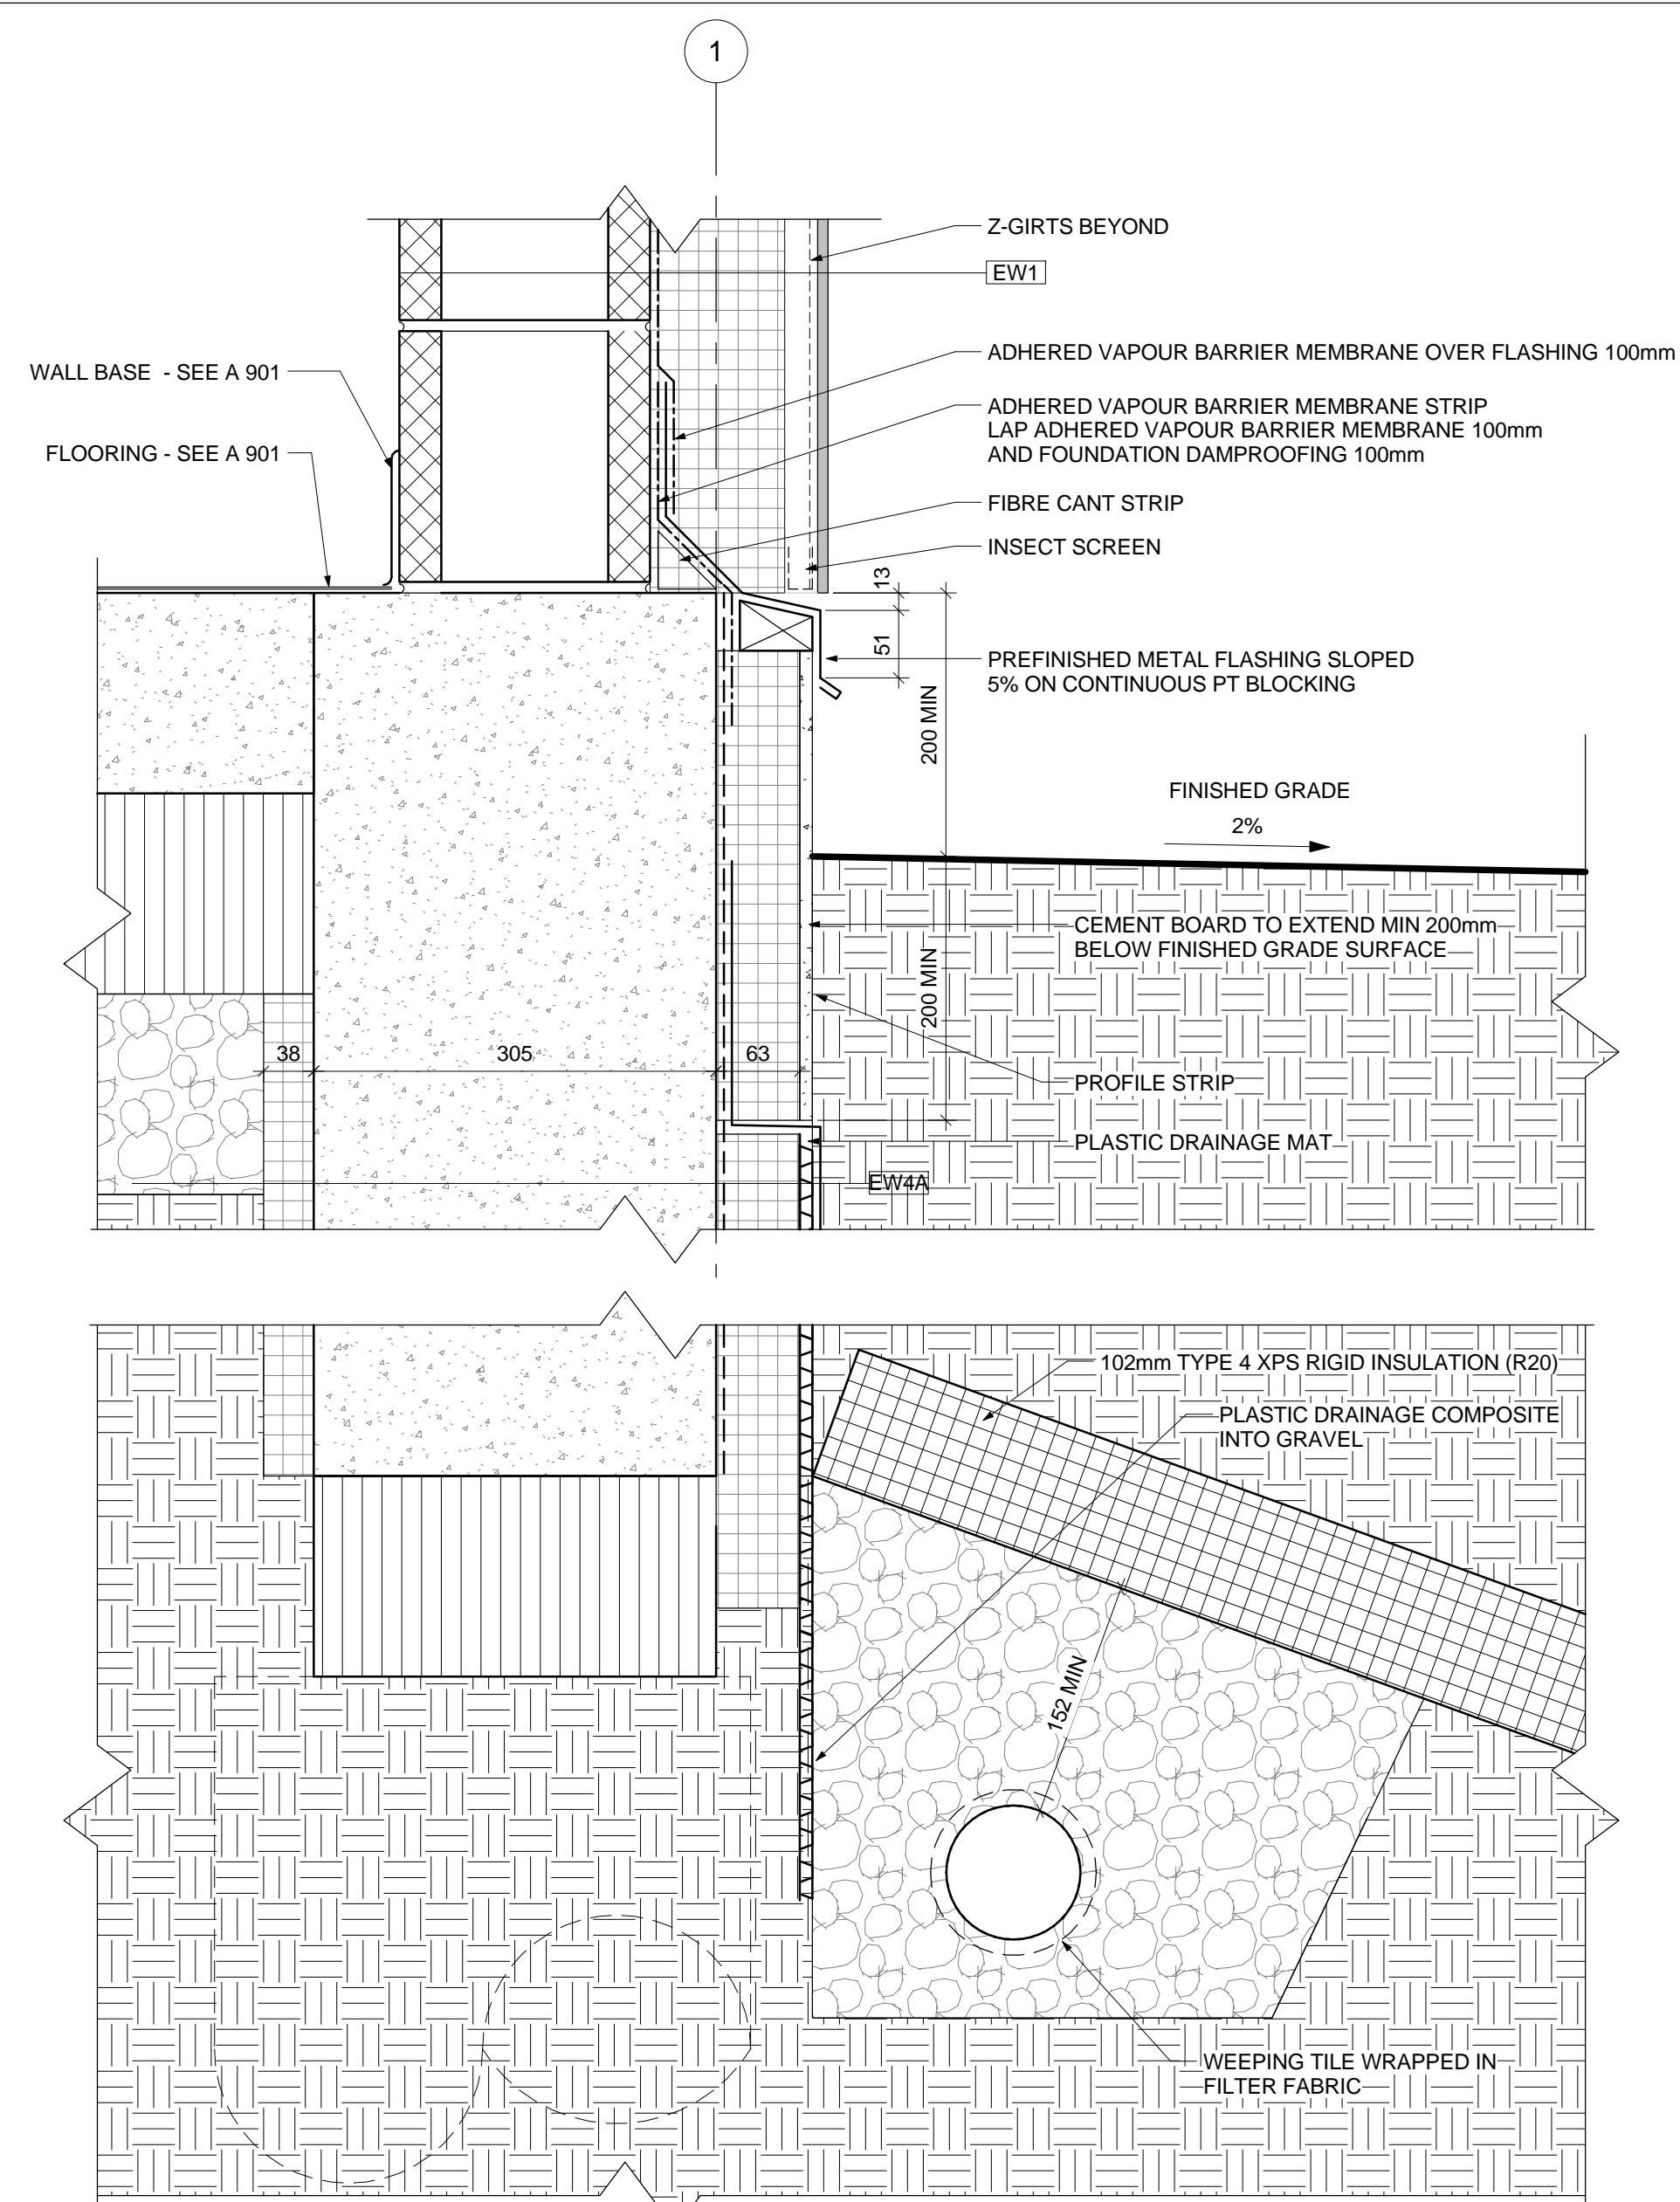 1
Z-GIRTS BEYOND
EW1
ADHERED VAPOUR BARRIER MEMBRANE OVER FLASHING 100mm
WALL BASE - SEE A 901
ADHERED VAPOUR BARRIER MEMBRANE STRIP
LAP ADHERED VAPOUR BARRIER MEMBRANE 100mm
AND FOUNDATION DAMPROOFING 100mm
FLOORING - SEE A 901
FIBRE CANT STRIP
INSECT SCREEN
13
51
PREFINISHED METAL FLASHING SLOPED
5% ON CONTINUOUS PT BLOCKING
200 MIN
FINISHED GRADE
2%
CEMENT BOARD TO EXTEND MIN 200mm
BELOW FINISHED GRADE SURFACE
200 MIN
38
305
63
PROFILE STRIP
PLASTIC DRAINAGE MAT
EW4A
102mm TYPE 4 XPS RIGID INSULATION (R20)
PLASTIC DRAINAGE COMPOSITE
INTO GRAVEL
152 MIN
WEEPING TILE WRAPPED IN
FILTER FABRIC